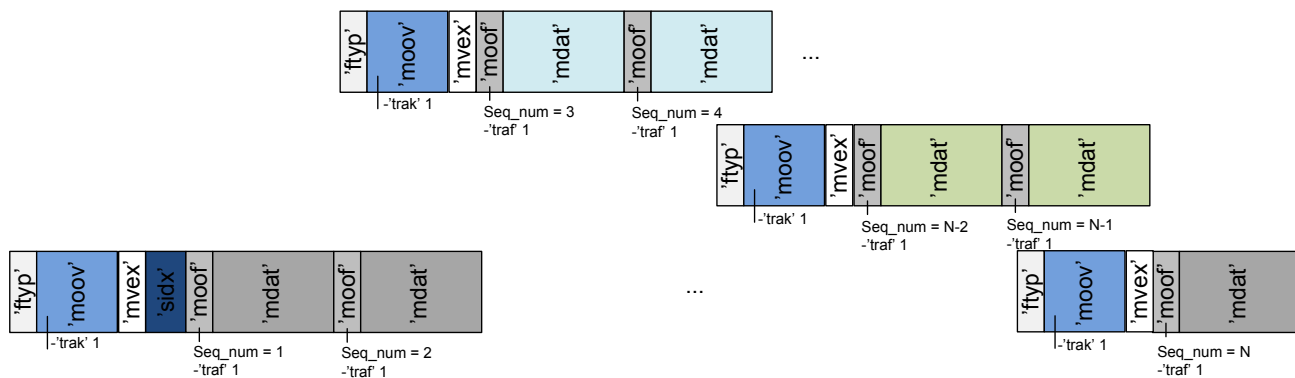 ’ftyp’
’moov’
’mvex’
’moof’
’mdat’
’moof’
’mdat’
...
-’trak’ 1
Seq_num = 3
-’traf’ 1
Seq_num = 4
-’traf’ 1
’ftyp’
’moov’
’mvex’
’moof’
’mdat’
’moof’
’mdat’
-’trak’ 1
Seq_num = N-2
-’traf’ 1
Seq_num = N-1
-’traf’ 1
’ftyp’
’moov’
’mvex’
’sidx’
’moof’
’mdat’
’moof’
’mdat’
...
-’trak’ 1
Seq_num = 1
-’traf’ 1
Seq_num = 2
-’traf’ 1
’ftyp’
’moov’
’mvex’
’moof’
’mdat’
-’trak’ 1
Seq_num = N
-’traf’ 1